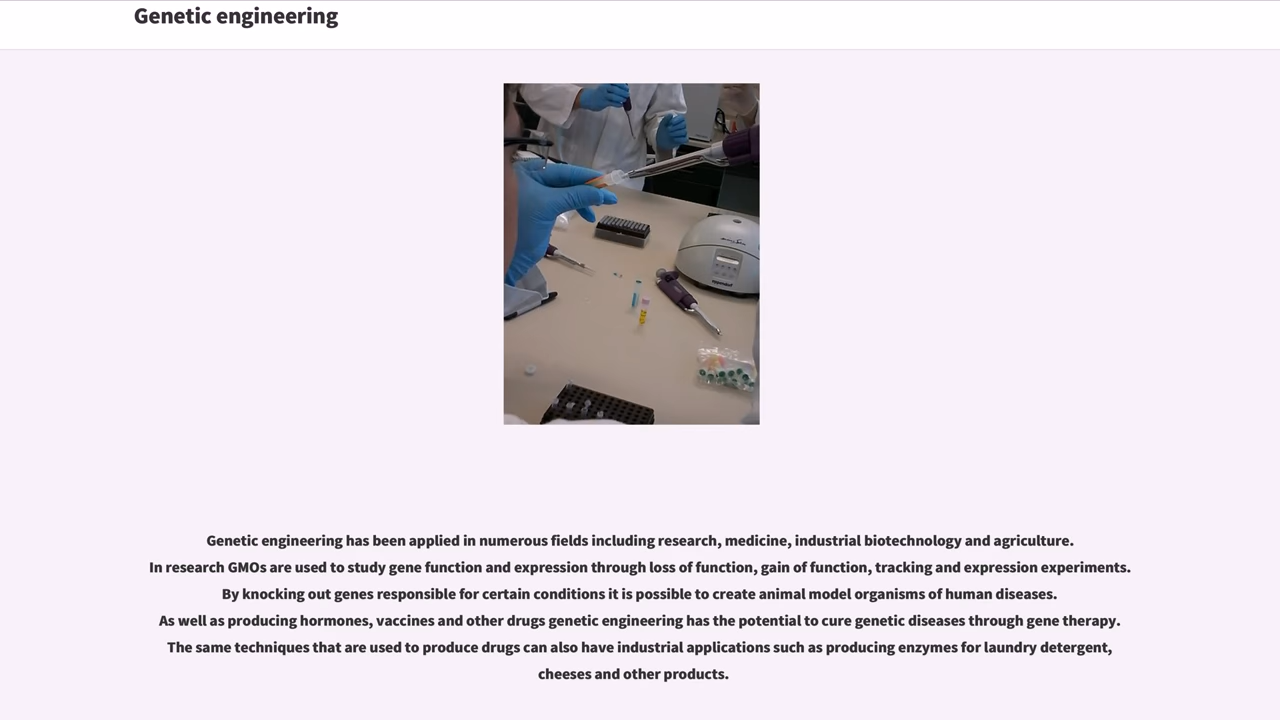 Genetic engineering
Genetic engineering has been applied in numerous fields including research, medicine, industrial biotechnology and agriculture.
In research GMOs are used to study gene function and expression through loss of function, gain of function, tracking and expression experiments.
By knocking out genes responsible for certain conditions it is possible to create animal model organisms of human diseases.
As well as producing hormones, vaccines and other drugs genetic engineering has the potential to cure genetic diseases through gene therapy.
The same techniques that are used to produce drugs can also have industrial applications such as producing enzymes for laundry detergent,
cheeses and other products.